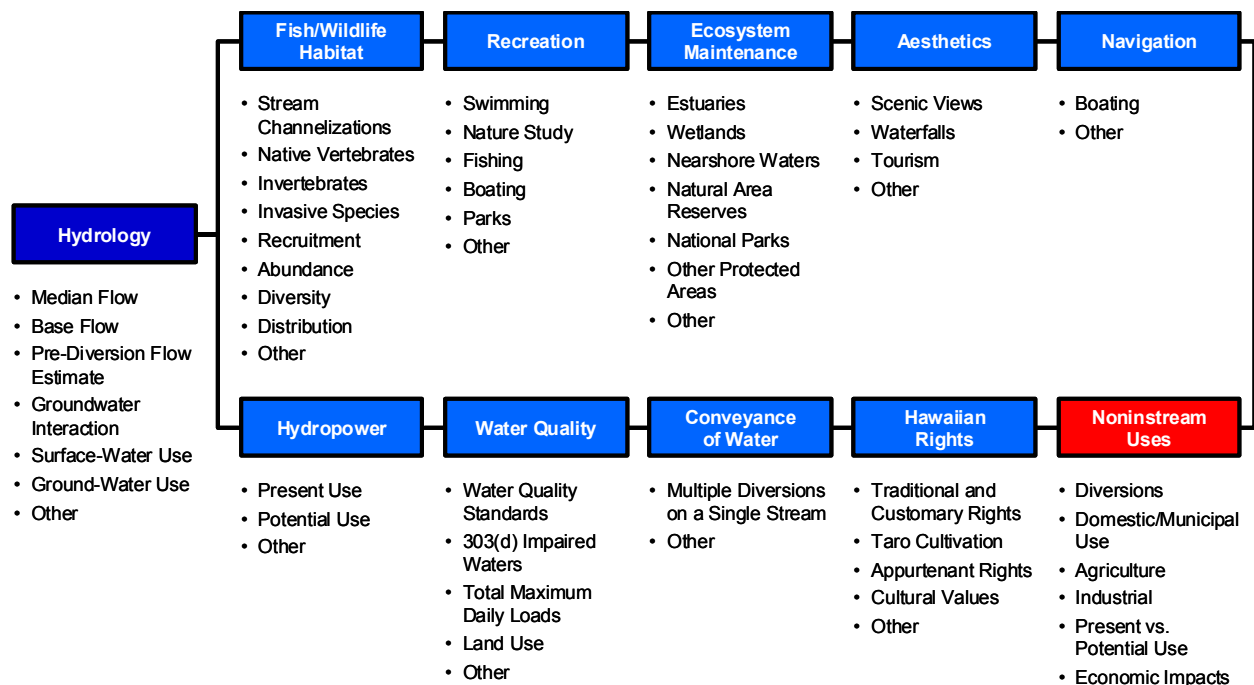 Fish/Wildlife
Habitat
Recreation
Ecosystem
Maintenance
Aesthetics
Navigation
• Stream
Channelizations
• Native Vertebrates
• Invertebrates
• Invasive Species
• Recruitment
• Abundance
• Diversity
• Distribution
• Other
• Swimming
• Nature Study
• Fishing
• Boating
• Parks
• Other
• Estuaries
• Wetlands
• Nearshore Waters
• Natural Area
Reserves
• National Parks
• Other Protected
Areas
• Other
• Scenic Views
• Waterfalls
• Tourism
• Other
• Boating
• Other
Hydrology
• Median Flow
• Base Flow
• Pre-Diversion Flow
Estimate
• Groundwater
Interaction
• Surface-Water Use
• Ground-Water Use
• Other
Hydropower
Water Quality
Conveyance
of Water
Hawaiian
Rights
Noninstream
Uses
• Present Use
• Potential Use
• Other
• Water Quality
Standards
• 303(d) Impaired
Waters
• Total Maximum
Daily Loads
• Land Use
• Other
• Multiple Diversions
on a Single Stream
• Other
• Traditional and
Customary Rights
• Taro Cultivation
• Appurtenant Rights
• Cultural Values
• Other
• Diversions
• Domestic/Municipal
Use
• Agriculture
• Industrial
• Present vs.
Potential Use
• Economic Impacts